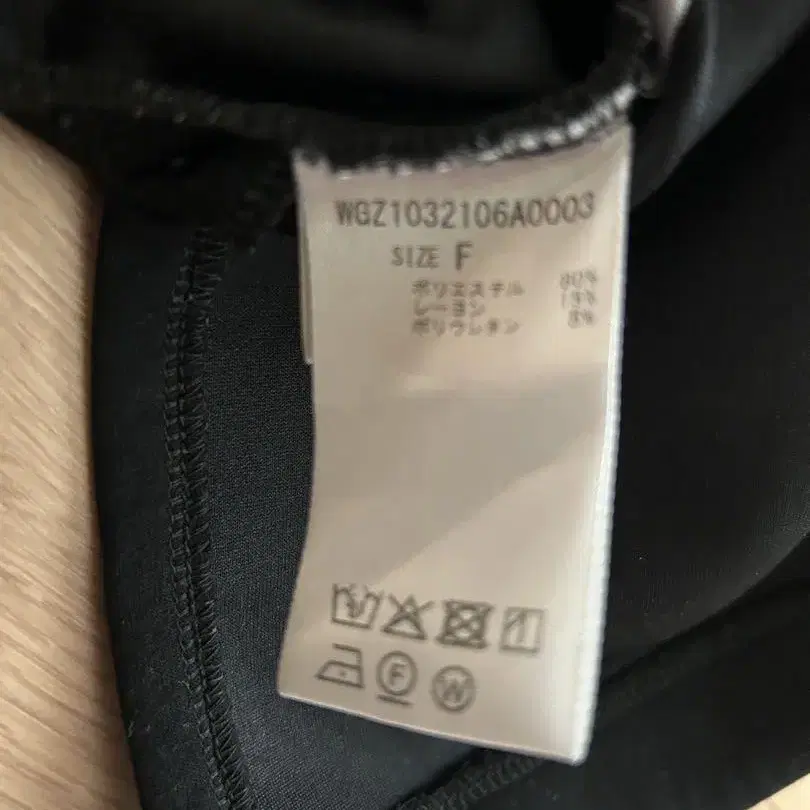 WGZ1032106A0003
SIZE F
ポリエステル
レーヨン
ポリウレタン
F
W